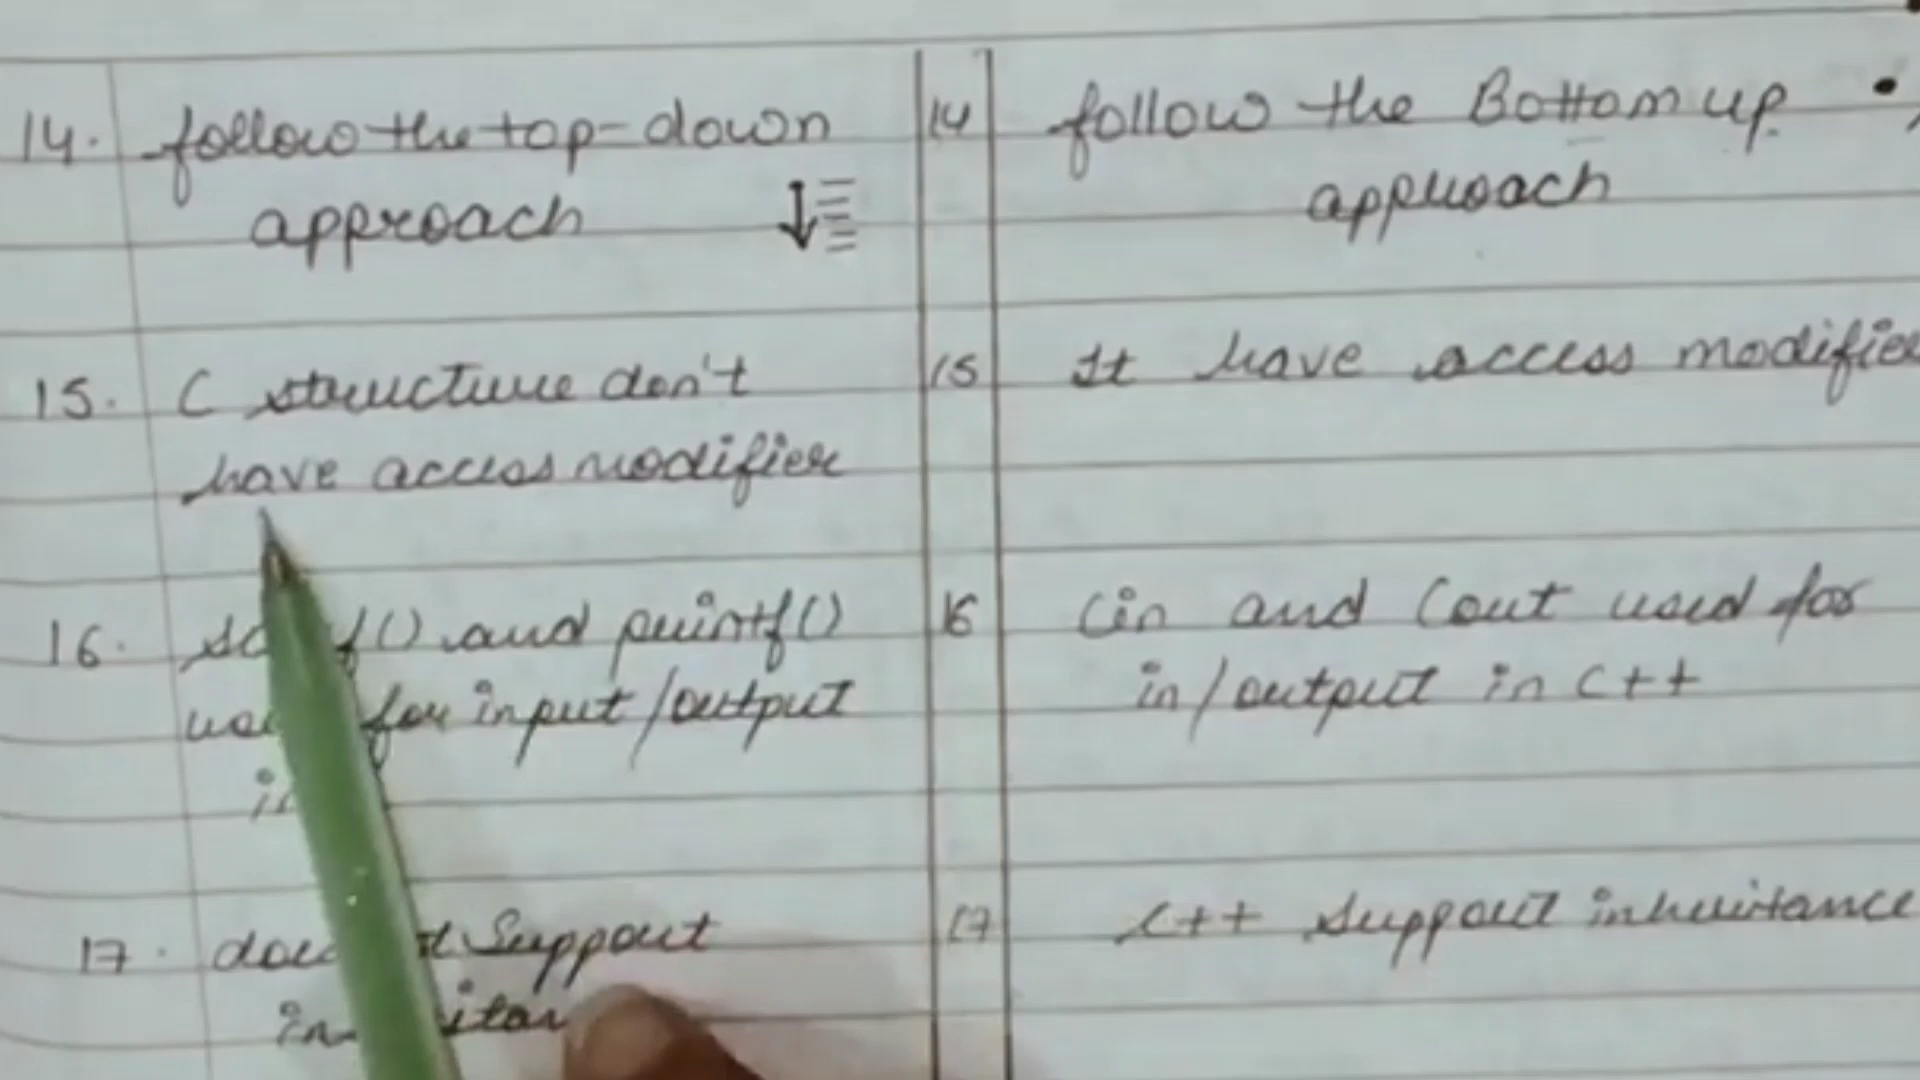 14. follow the top-down
approach
15. C structure don't
have access modifier
16. and printf()
for input/output
17. Support
14 follow the Bottom up
approach
15 It have access modifier
16 Cin and Cout used for
in/output in C++
17 C++ support inheritance